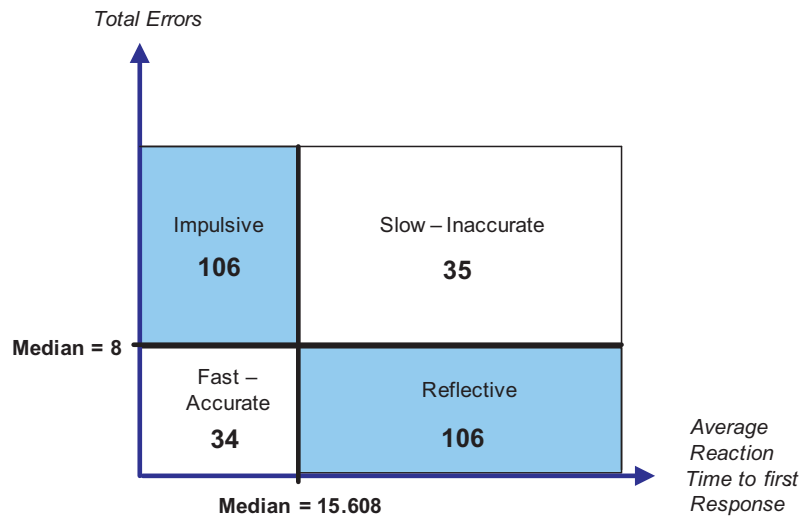 Total Errors
Impulsive
106
Slow – Inaccurate
35
Median = 8
Fast –
Accurate
34
Reflective
106
Average
Reaction
Time to first
Response
Median = 15.608